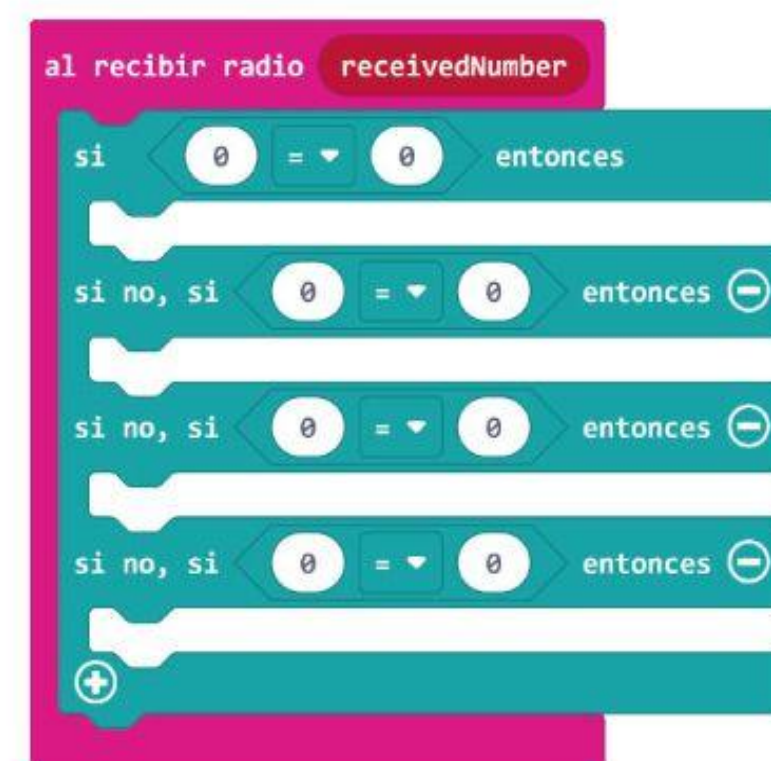 al recibir radio receivedNumber
si 0 = 0 entonces
si no, si 0 = 0 entonces
si no, si 0 = 0 entonces
si no, si 0 = 0 entonces